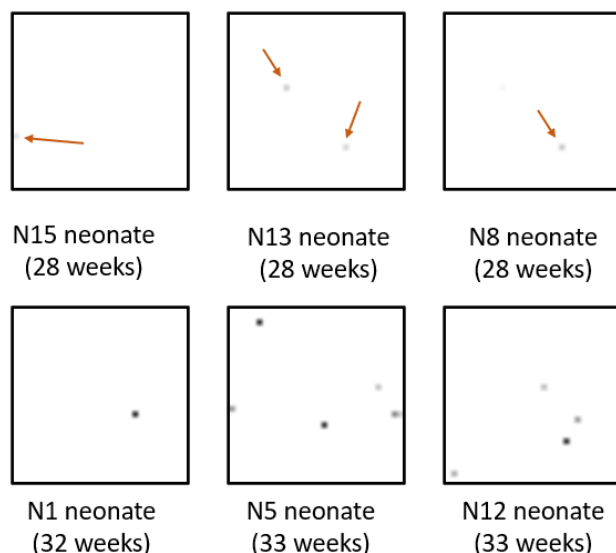 N15 neonate
(28 weeks)
N13 neonate
(28 weeks)
N8 neonate
(28 weeks)
N1 neonate
(32 weeks)
N5 neonate
(33 weeks)
N12 neonate
(33 weeks)